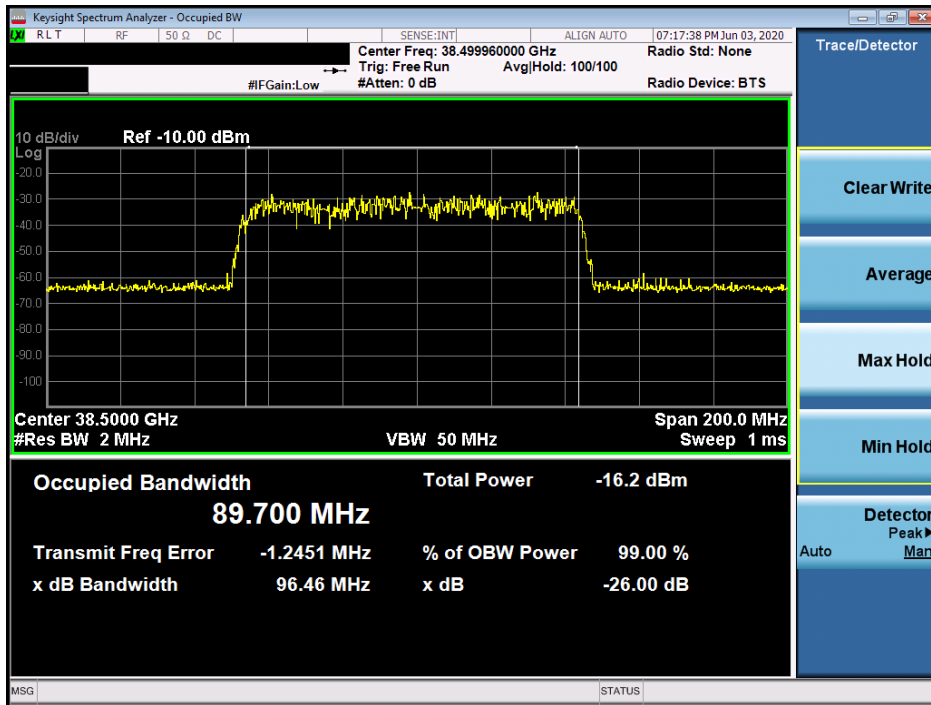 Keysight Spectrum Analyzer - Occupied BW
LXI RLT RF 50 Ω DC SENSE:INT ALIGN AUTO 07:17:38 PM Jun 03, 2020
Center Freq: 38.499960000 GHz Radio Std: None
Trig: Free Run Avg|Hold: 100/100
#IFGain:Low #Atten: 0 dB Radio Device: BTS
10 dB/div Ref -10.00 dBm
Log
-20.0
-30.0
-40.0
-50.0
-60.0
-70.0
-80.0
-90.0
-100
Center 38.5000 GHz Span 200.0 MHz
#Res BW 2 MHz VBW 50 MHz Sweep 1 ms
Occupied Bandwidth Total Power -16.2 dBm
89.700 MHz
Transmit Freq Error -1.2451 MHz % of OBW Power 99.00 %
x dB Bandwidth 96.46 MHz x dB -26.00 dB
MSG STATUS
Trace/Detector
Clear Write
Average
Max Hold
Min Hold
Detector
Peak▶
Auto Man